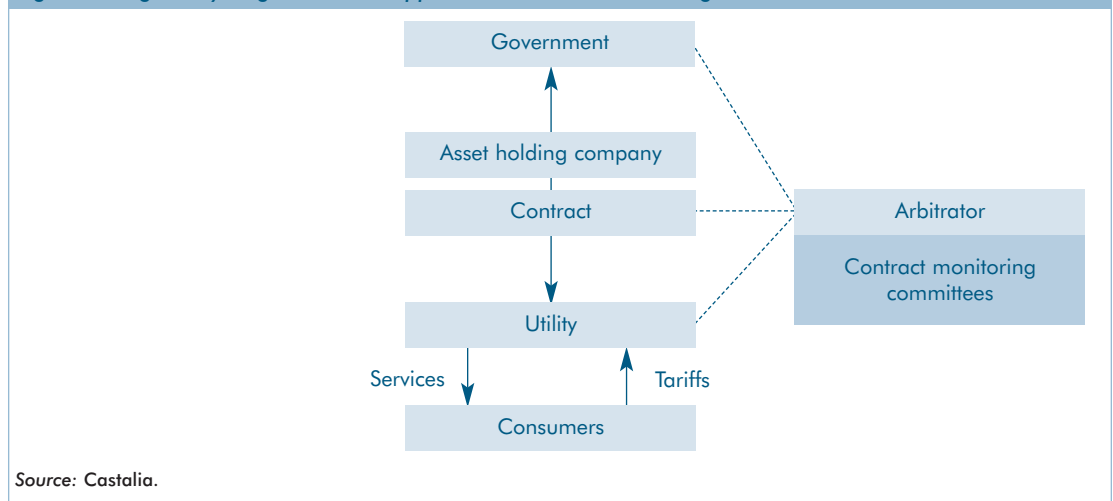 Government
Asset holding company
Contract
Arbitrator
Contract monitoring
committees
Utility
Services
Tariffs
Consumers
Source: Castalia.